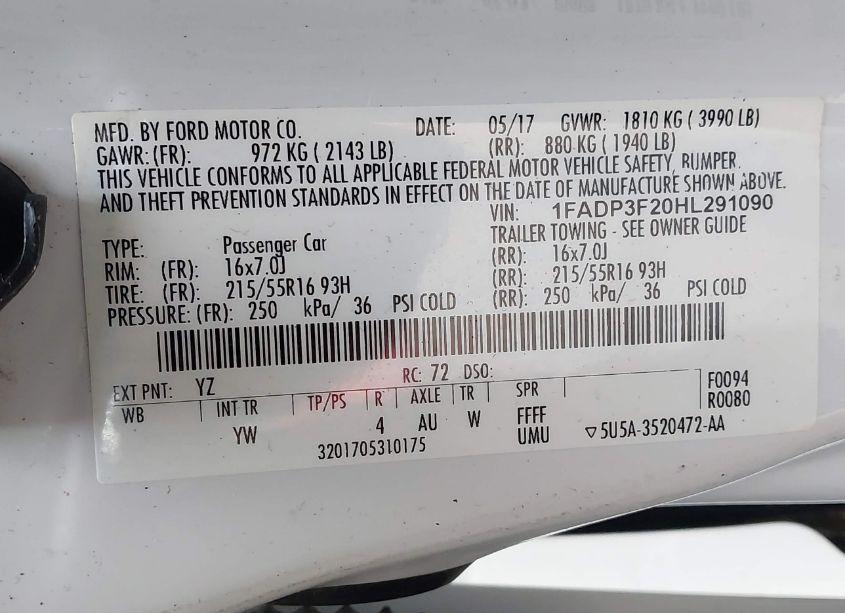 MFD. BY FORD MOTOR CO. DATE: 05/17 GVWR: 1810 KG ( 3990 LB)
GAWR: (FR): 972 KG ( 2143 LB) (RR): 880 KG ( 1940 LB)
THIS VEHICLE CONFORMS TO ALL APPLICABLE FEDERAL MOTOR VEHICLE SAFETY, BUMPER,
AND THEFT PREVENTION STANDARDS IN EFFECT ON THE DATE OF MANUFACTURE SHOWN ABOVE.
VIN: 1FADP3F20HL291090
TYPE: Passenger Car TRAILER TOWING - SEE OWNER GUIDE
RIM: (FR): 16x7.0J (RR): 16x7.0J
TIRE: (FR): 215/55R16 93H (RR): 215/55R16 93H
PRESSURE: (FR): 250 kPa/ 36 PSI COLD (RR): 250 kPa/ 36 PSI COLD
EXT PNT: YZ RC: 72 DSO:
WB INT TR TP/PS R AXLE TR SPR F0094
YW 4 AU W FFFF R0080
UMU ▽5U5A-3520472-AA
3201705310175